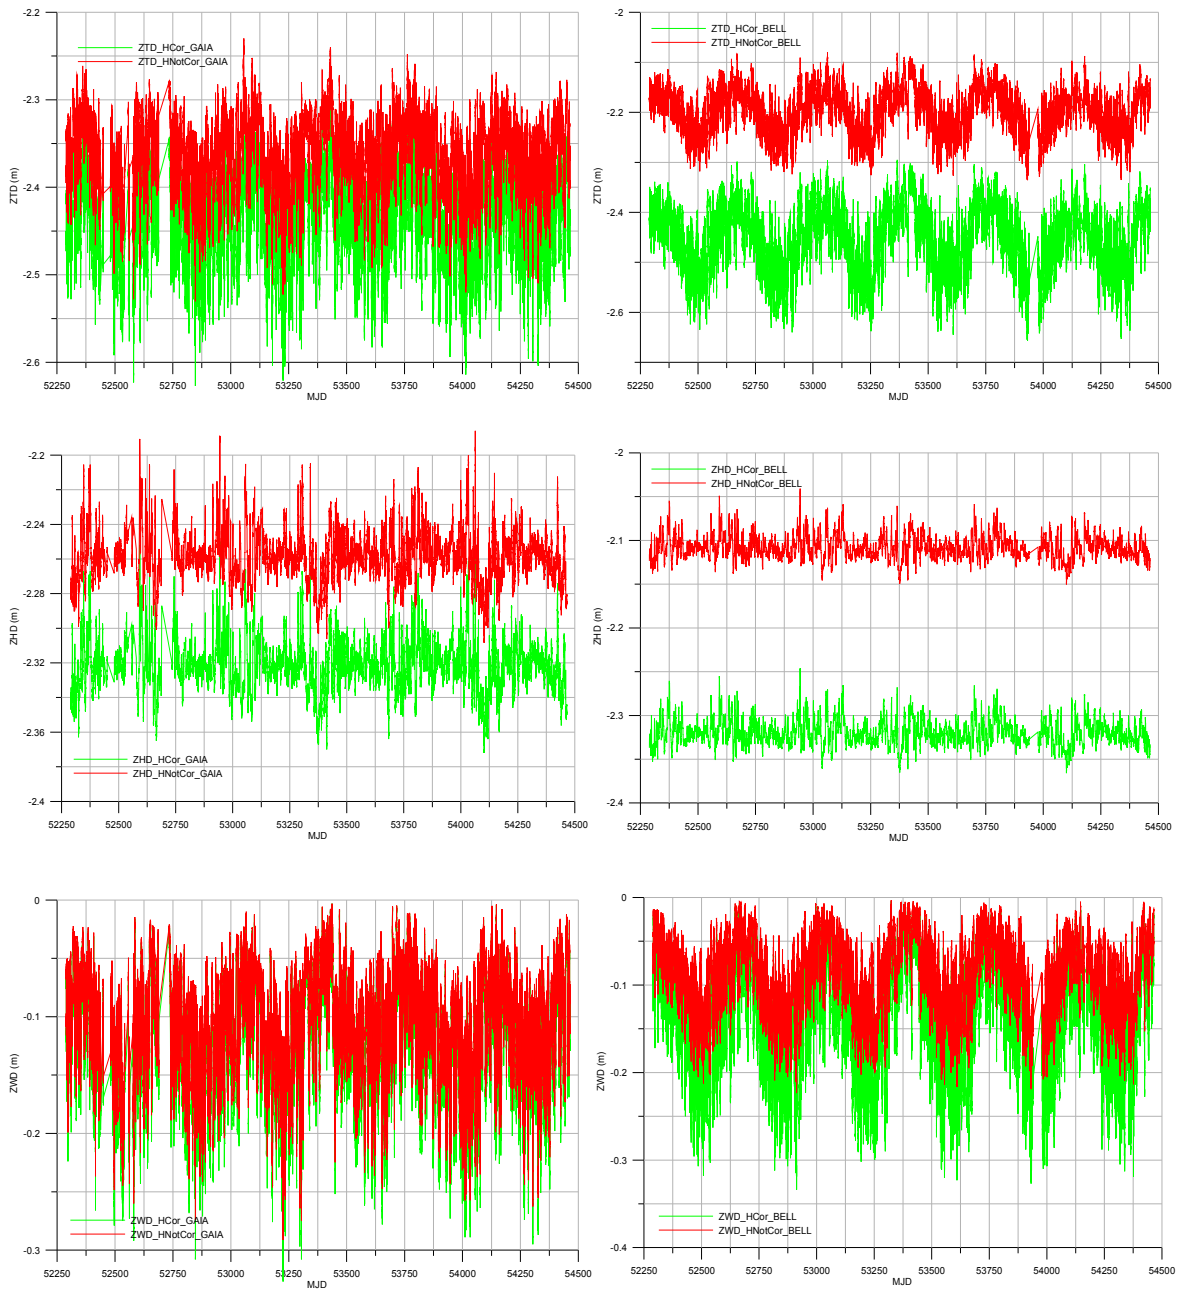 -2.2
-2.3
-2.4
-2.5
-2.6
ZTD (m)
ZTD_HCor_GAIA
ZTD_HNotCor_GAIA
52250 52500 52750 53000 53250 53500 53750 54000 54250 54500
MJD
-2
-2.1
-2.2
-2.3
-2.4
-2.5
-2.6
ZTD (m)
ZTD_HCor_BELL
ZTD_HNotCor_BELL
52250 52500 52750 53000 53250 53500 53750 54000 54250 54500
MJD
-2.2
-2.24
-2.28
-2.32
-2.36
-2.4
ZHD (m)
ZHD_HCor_GAIA
ZHD_HNotCor_GAIA
52250 52500 52750 53000 53250 53500 53750 54000 54250 54500
MJD
-2
-2.1
-2.2
-2.3
-2.4
ZHD (m)
ZHD_HCor_BELL
ZHD_HNotCor_BELL
52250 52500 52750 53000 53250 53500 53750 54000 54250 54500
MJD
0
-0.1
-0.2
-0.3
ZWD (m)
ZWD_HCor_GAIA
ZWD_HNotCor_GAIA
52250 52500 52750 53000 53250 53500 53750 54000 54250 54500
MJD
0
-0.1
-0.2
-0.3
-0.4
ZWD (m)
ZWD_HCor_BELL
ZWD_HNotCor_BELL
52250 52500 52750 53000 53250 53500 53750 54000 54250 54500
MJD